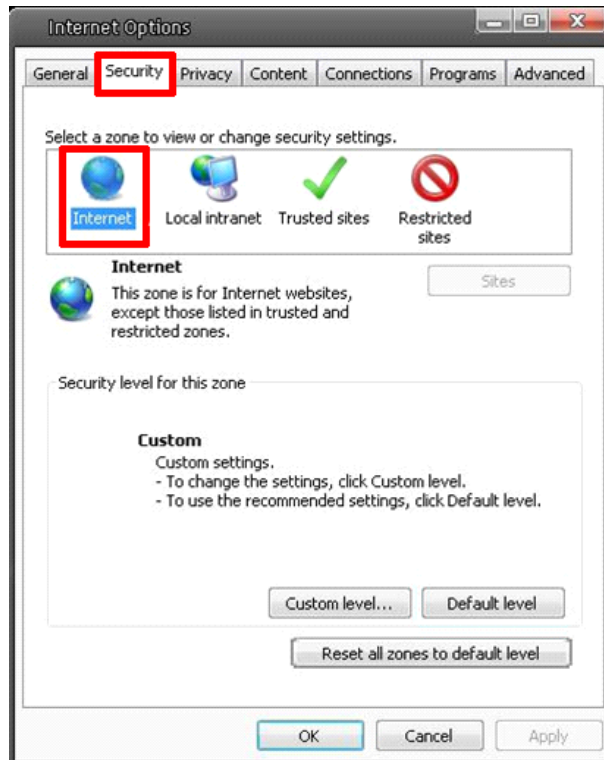 Internet Options
General Security Privacy Content Connections Programs Advanced
Select a zone to view or change security settings.
Internet Local intranet Trusted sites Restricted
sites
Internet
Sites
This zone is for Internet websites,
except those listed in trusted and
restricted zones.
Security level for this zone
Custom
Custom settings.
- To change the settings, click Custom level.
- To use the recommended settings, click Default level.
Custom level... Default level
Reset all zones to default level
OK Cancel Apply